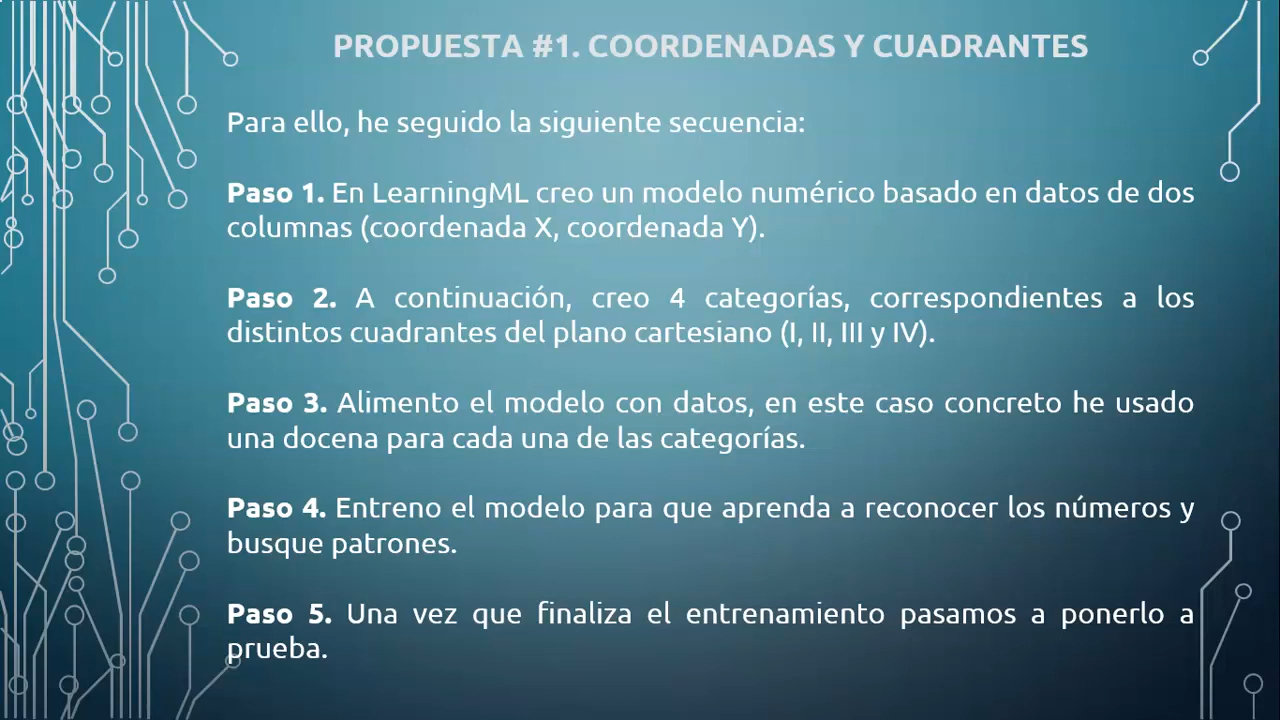 PROPUESTA #1. COORDENADAS Y CUADRANTES
Para ello, he seguido la siguiente secuencia:
Paso 1. En LearningML creo un modelo numérico basado en datos de dos
columnas (coordenada X, coordenada Y).
Paso 2. A continuación, creo 4 categorías, correspondientes a los
distintos cuadrantes del plano cartesiano (I, II, III y IV).
Paso 3. Alimento el modelo con datos, en este caso concreto he usado
una docena para cada una de las categorías.
Paso 4. Entreno el modelo para que aprenda a reconocer los números y
busque patrones.
Paso 5. Una vez que finaliza el entrenamiento pasamos a ponerlo a
prueba.